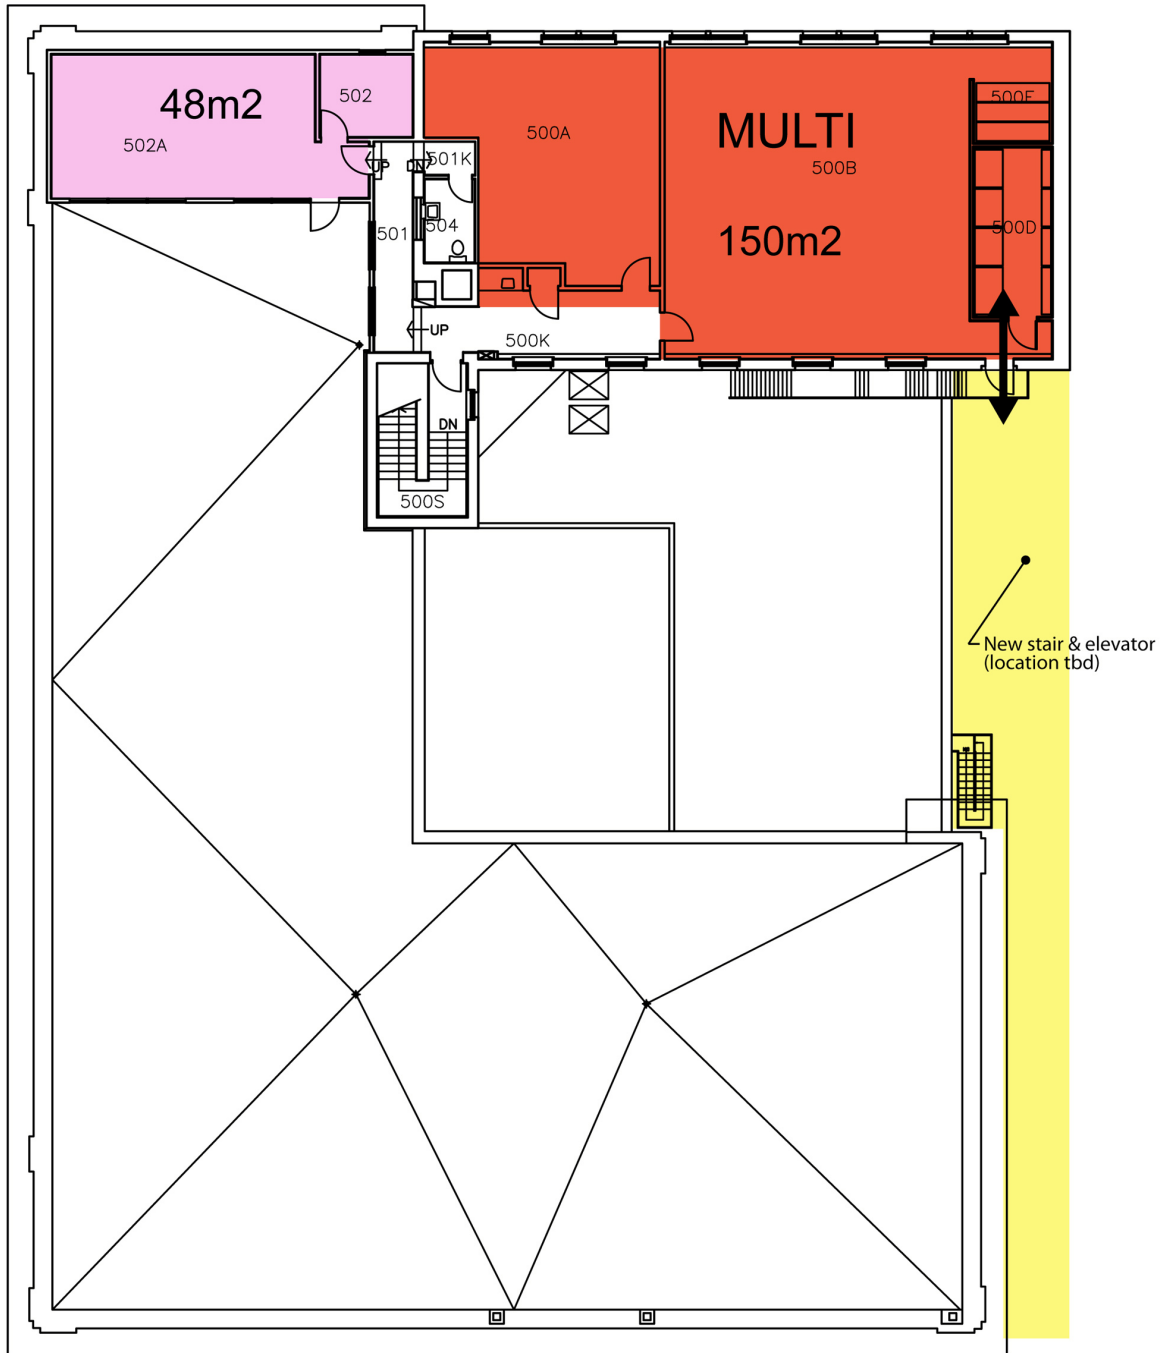 48m2
502
502A
500A
MULTI
500B
500E
UP
DN
501K
501
504
150m2
500D
UP
500K
DN
500S
New stair & elevator
(location tbd)